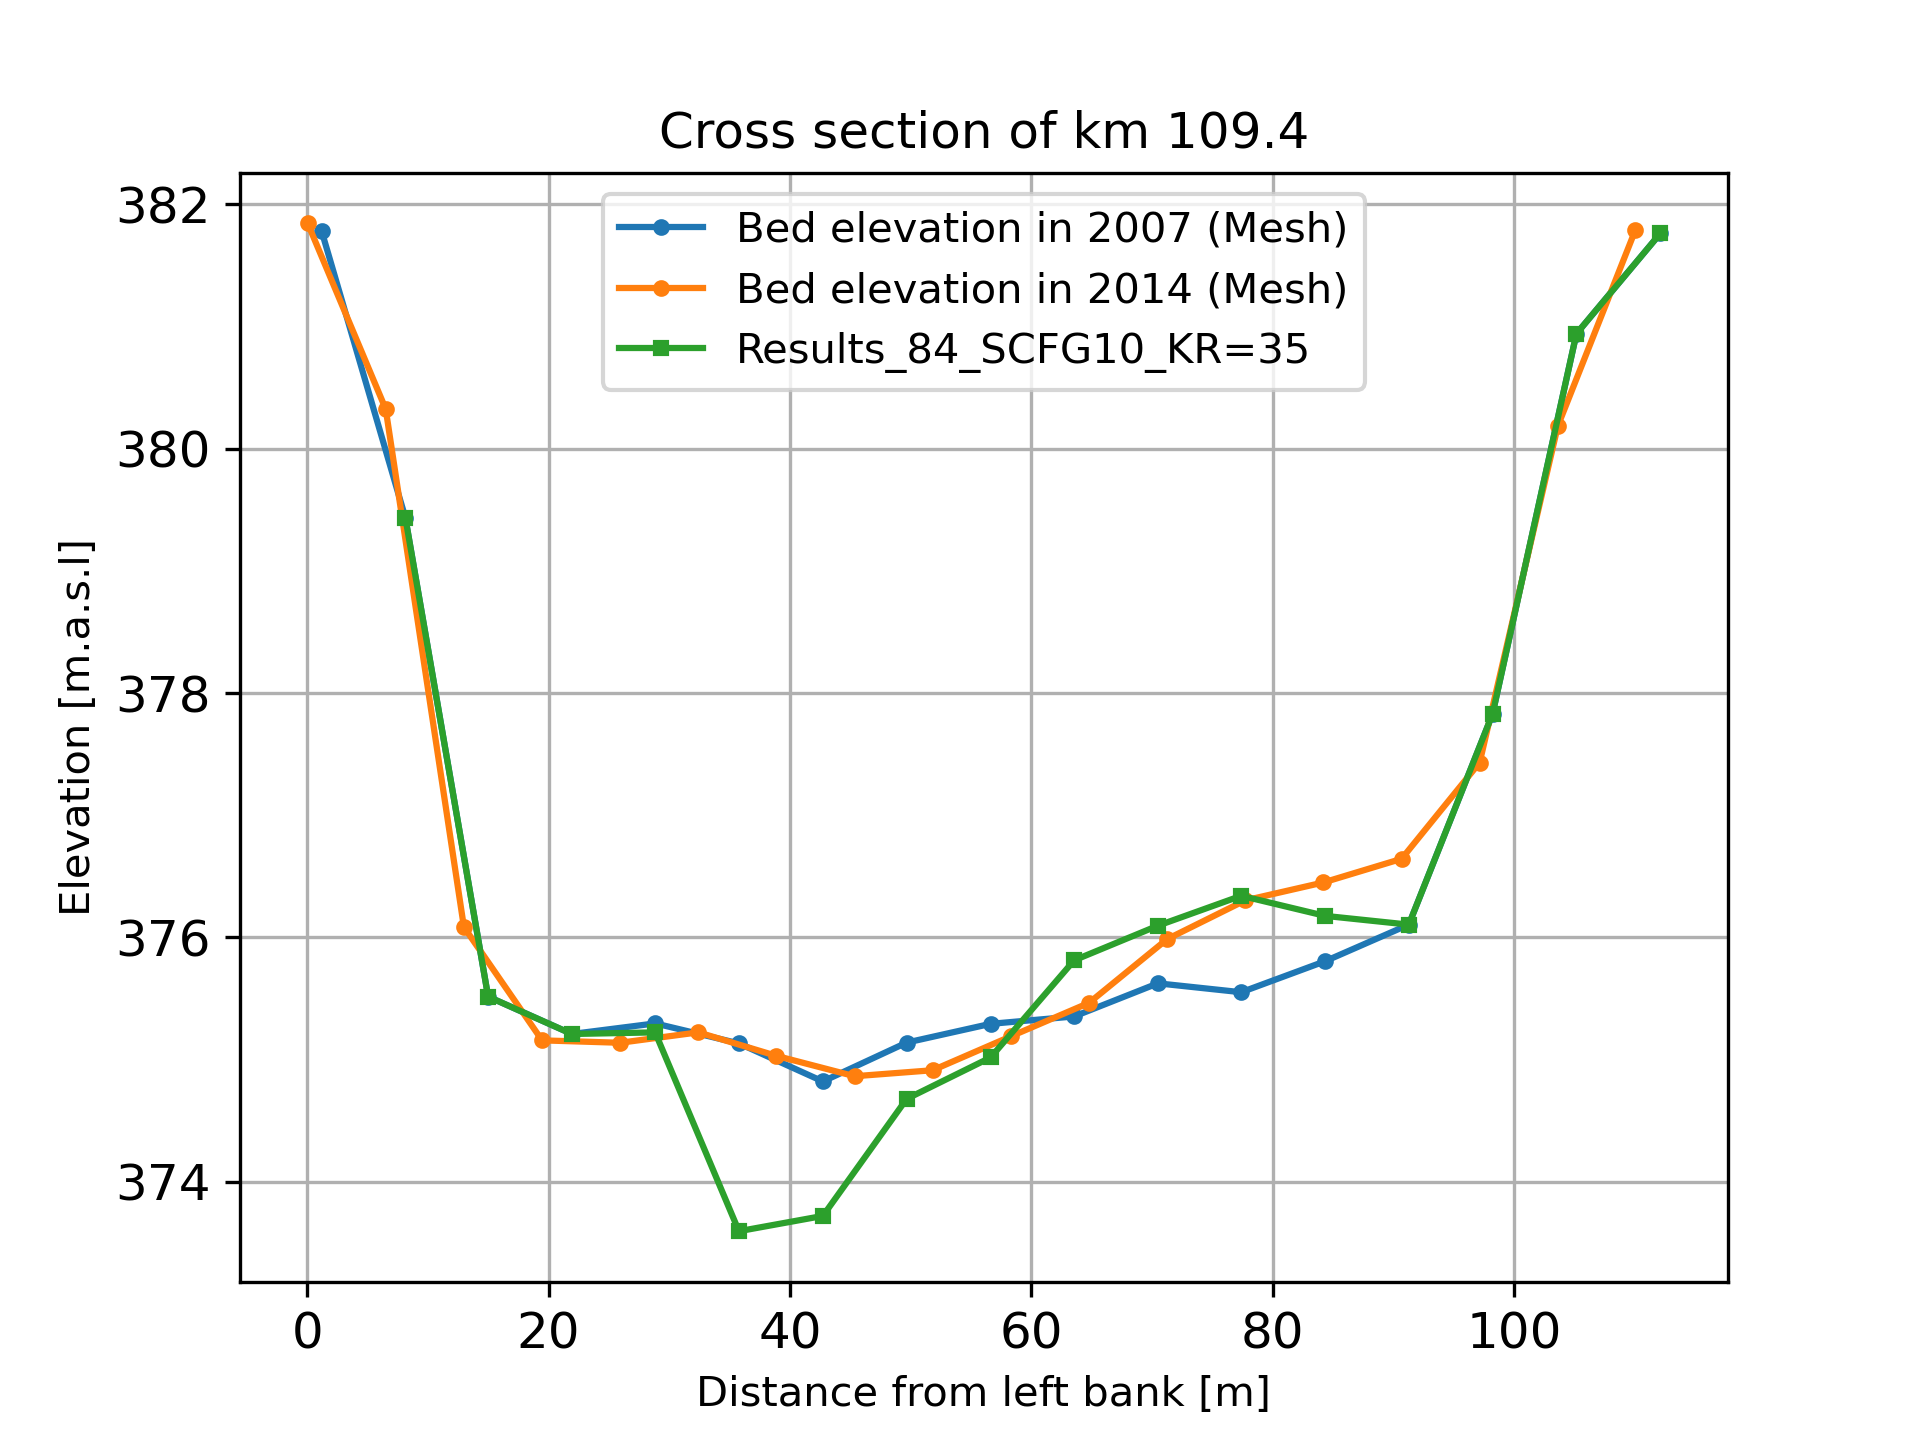 Cross section of km 109.4
Bed elevation in 2007 (Mesh)
Bed elevation in 2014 (Mesh)
Results_84_SCFG10_KR=35
382
380
378
376
374
Elevation [m.a.s.l]
0 20 40 60 80 100
Distance from left bank [m]